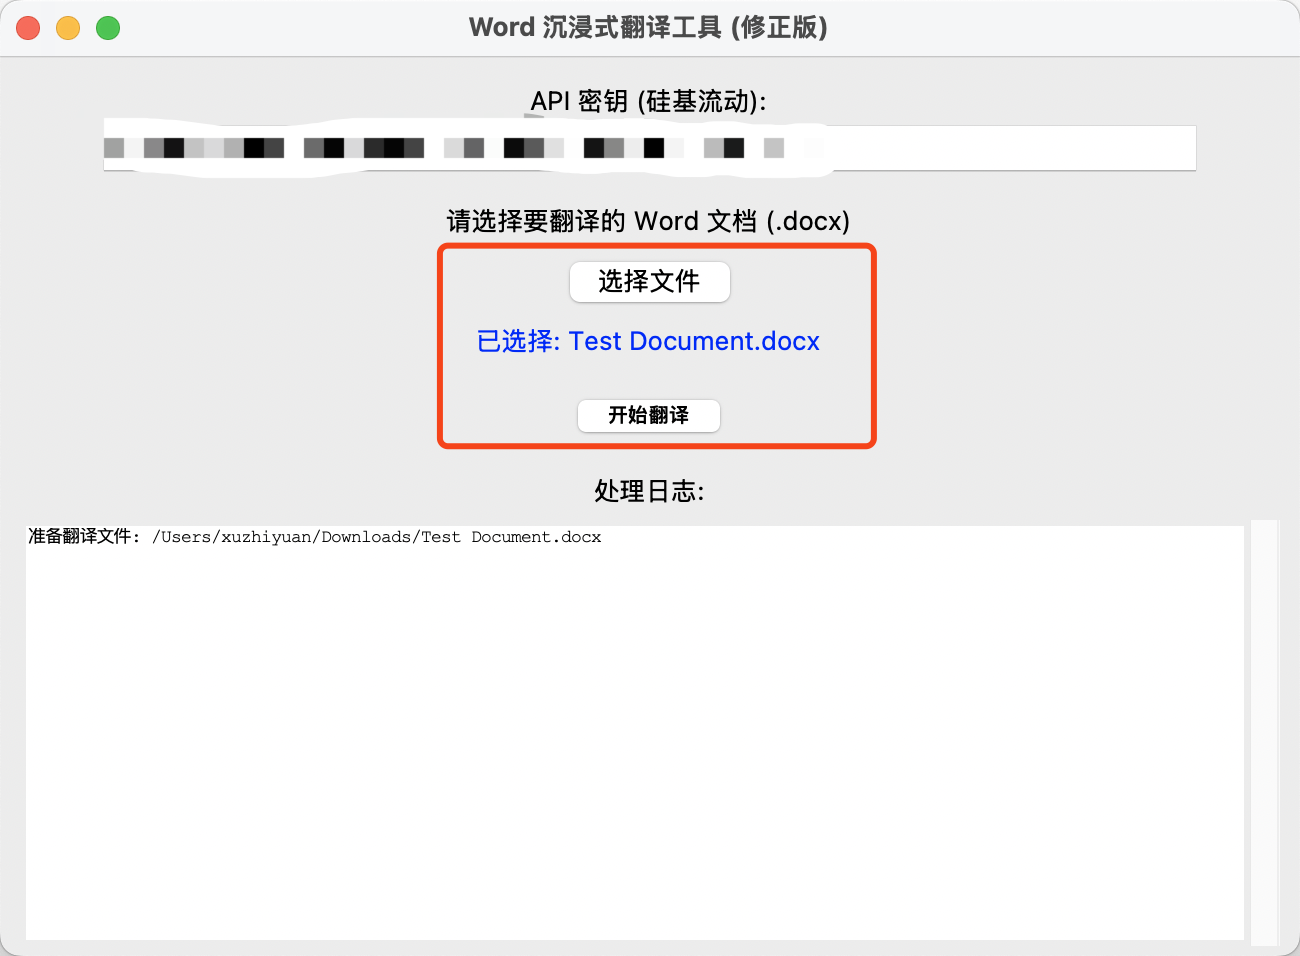 Word 沉浸式翻译工具 (修正版)
API 密钥 (硅基流动):
请选择要翻译的 Word 文档 (.docx)
选择文件
已选择: Test Document.docx
开始翻译
处理日志:
准备翻译文件: /Users/xuzhiyuan/Downloads/Test Document.docx